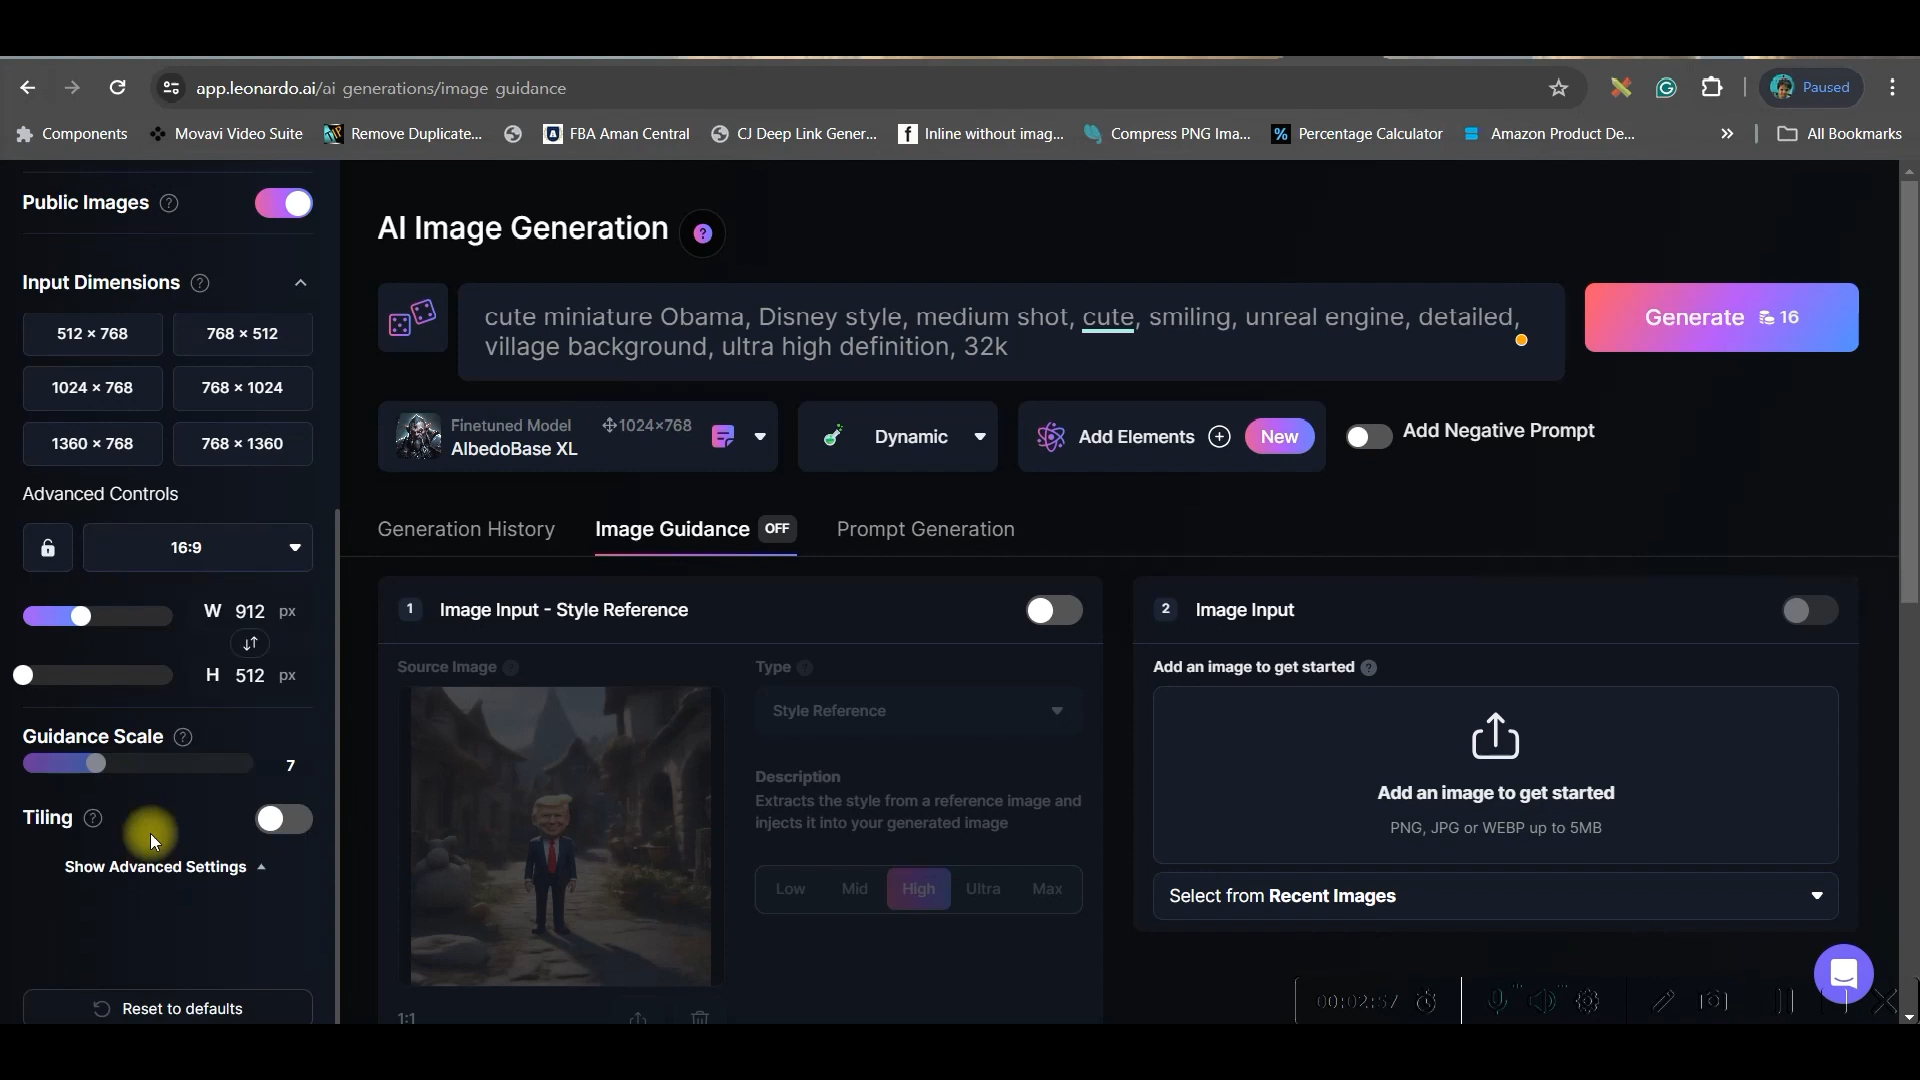 app.leonardo.ai/ai generations/image guidance
Paused
Components
Movavi Video Suite
Remove Duplicate...
FBA Aman Central
CJ Deep Link Gener...
Inline without imag...
Compress PNG Ima...
Percentage Calculator
Amazon Product De...
All Bookmarks
Public Images
Input Dimensions
512 × 768
768 × 512
1024 × 768
768 × 1024
1360 × 768
768 × 1360
Advanced Controls
16:9
W 912 px
H 512 px
Guidance Scale
7
Tiling
Show Advanced Settings
Reset to defaults
AI Image Generation
cute miniature Obama, Disney style, medium shot, cute, smiling, unreal engine, detailed,
village background, ultra high definition, 32k
Generate 16
Finetuned Model
1024×768
AlbedoBase XL
Dynamic
Add Elements
New
Add Negative Prompt
Generation History
Image Guidance OFF
Prompt Generation
1 Image Input - Style Reference
Source Image
Type
Style Reference
Description
Extracts the style from a reference image and
injects it into your generated image
Low Mid High Ultra Max
1:1
2 Image Input
Add an image to get started
Add an image to get started
PNG, JPG or WEBP up to 5MB
Select from Recent Images
00:02:57